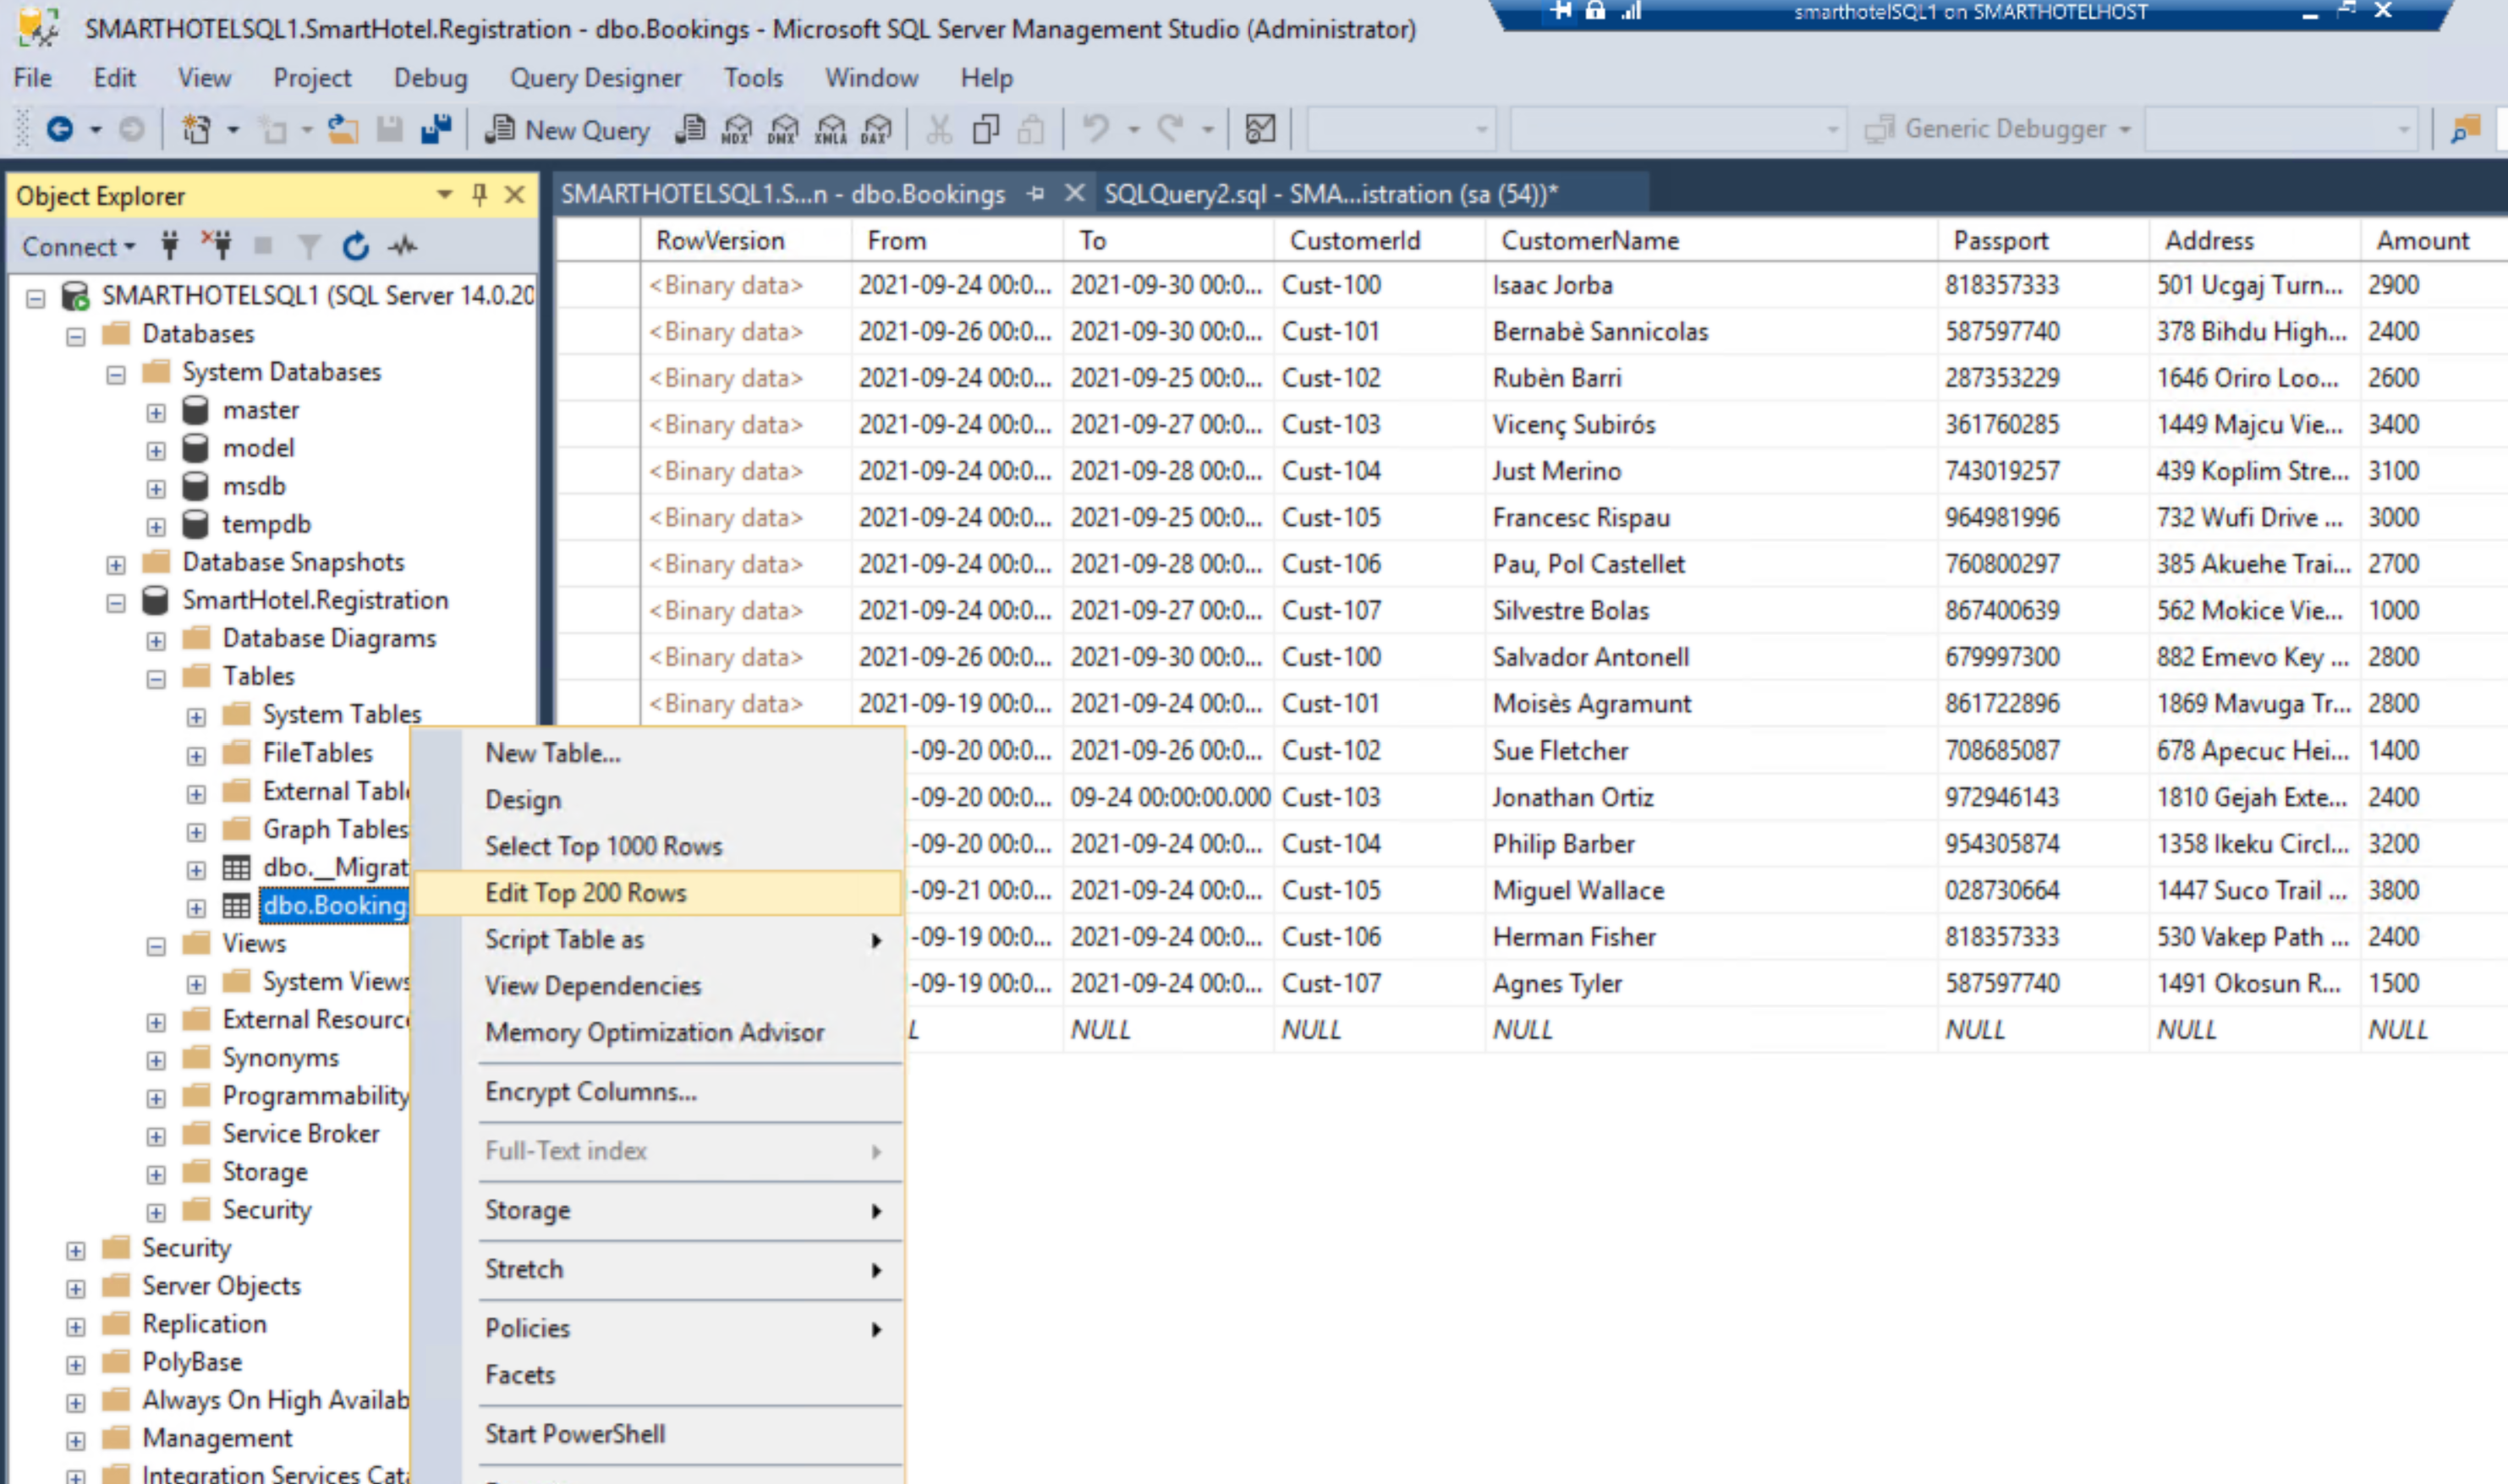 SMARTHOTELSQL1.SmartHotel.Registration - dbo.Bookings - Microsoft SQL Server Management Studio (Administrator)
smarthotelSQL1 on SMARTHOTELHOST
File Edit View Project Debug Query Designer Tools Window Help
New Query MDX DMX XMLA DAX Generic Debugger
Object Explorer
Connect
SMARTHOTELSQL1 (SQL Server 14.0.20
Databases
System Databases
master
model
msdb
tempdb
Database Snapshots
SmartHotel.Registration
Database Diagrams
Tables
System Tables
FileTables
External Tabl
Graph Tables
dbo.__Migrat
dbo.Booking
Views
System Views
External Resourc
Synonyms
Programmability
Service Broker
Storage
Security
Security
Server Objects
Replication
PolyBase
Always On High Availab
Management
Integration Services Cat
New Table...
Design
Select Top 1000 Rows
Edit Top 200 Rows
Script Table as
View Dependencies
Memory Optimization Advisor
Encrypt Columns...
Full-Text index
Storage
Stretch
Policies
Facets
Start PowerShell
SMARTHOTELSQL1.S...n - dbo.Bookings SQLQuery2.sql - SMA...istration (sa (54))*
RowVersion From To CustomerId CustomerName Passport Address Amount
<Binary data> 2021-09-24 00:0... 2021-09-30 00:0... Cust-100 Isaac Jorba 818357333 501 Ucgaj Turn... 2900
<Binary data> 2021-09-26 00:0... 2021-09-30 00:0... Cust-101 Bernabè Sannicolas 587597740 378 Bihdu High... 2400
<Binary data> 2021-09-24 00:0... 2021-09-25 00:0... Cust-102 Rubèn Barri 287353229 1646 Oriro Loo... 2600
<Binary data> 2021-09-24 00:0... 2021-09-27 00:0... Cust-103 Vicenç Subirós 361760285 1449 Majcu Vie... 3400
<Binary data> 2021-09-24 00:0... 2021-09-28 00:0... Cust-104 Just Merino 743019257 439 Koplim Stre... 3100
<Binary data> 2021-09-24 00:0... 2021-09-25 00:0... Cust-105 Francesc Rispau 964981996 732 Wufi Drive ... 3000
<Binary data> 2021-09-24 00:0... 2021-09-28 00:0... Cust-106 Pau, Pol Castellet 760800297 385 Akuehe Trai... 2700
<Binary data> 2021-09-24 00:0... 2021-09-27 00:0... Cust-107 Silvestre Bolas 867400639 562 Mokice Vie... 1000
<Binary data> 2021-09-26 00:0... 2021-09-30 00:0... Cust-100 Salvador Antonell 679997300 882 Emevo Key ... 2800
<Binary data> 2021-09-19 00:0... 2021-09-24 00:0... Cust-101 Moisès Agramunt 861722896 1869 Mavuga Tr... 2800
-09-20 00:0... 2021-09-26 00:0... Cust-102 Sue Fletcher 708685087 678 Apecuc Hei... 1400
-09-20 00:0... 09-24 00:00:00.000 Cust-103 Jonathan Ortiz 972946143 1810 Gejah Exte... 2400
-09-20 00:0... 2021-09-24 00:0... Cust-104 Philip Barber 954305874 1358 Ikeku Circl... 3200
-09-21 00:0... 2021-09-24 00:0... Cust-105 Miguel Wallace 028730664 1447 Suco Trail ... 3800
-09-19 00:0... 2021-09-24 00:0... Cust-106 Herman Fisher 818357333 530 Vakep Path ... 2400
-09-19 00:0... 2021-09-24 00:0... Cust-107 Agnes Tyler 587597740 1491 Okosun R... 1500
L NULL NULL NULL NULL NULL NULL